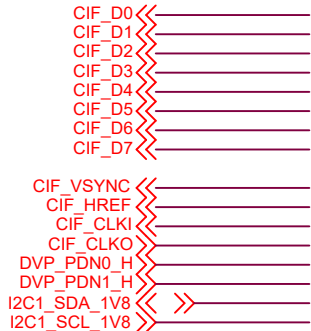 CIF_D0
CIF_D1
CIF_D2
CIF_D3
CIF_D4
CIF_D5
CIF_D6
CIF_D7
CIF_VSYNC
CIF_HREF
CIF_CLKI
CIF_CLKO
DVP_PDN0_H
DVP_PDN1_H
I2C1_SDA_1V8
I2C1_SCL_1V8